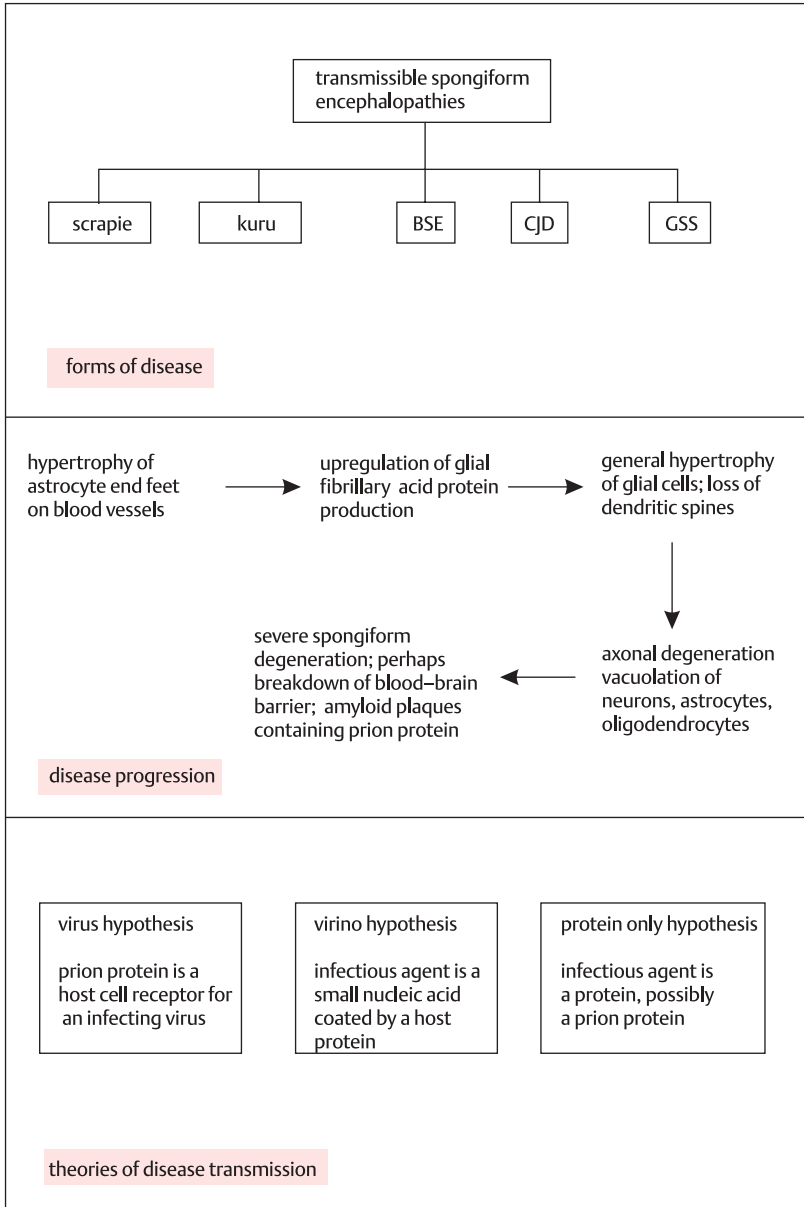 transmissible spongiform
encephalopathies
scrapie
kuru
BSE
CJD
GSS
forms of disease
hypertrophy of
astrocyte end feet
on blood vessels
upregulation of glial
fibrillary acid protein
production
general hypertrophy
of glial cells; loss of
dendritic spines
axonal degeneration
vacuolation of
neurons, astrocytes,
oligodendrocytes
severe spongiform
degeneration; perhaps
breakdown of blood–brain
barrier; amyloid plaques
containing prion protein
disease progression
virus hypothesis
prion protein is a
host cell receptor for
an infecting virus
virino hypothesis
infectious agent is a
small nucleic acid
coated by a host
protein
protein only hypothesis
infectious agent is
a protein, possibly
a prion protein
theories of disease transmission